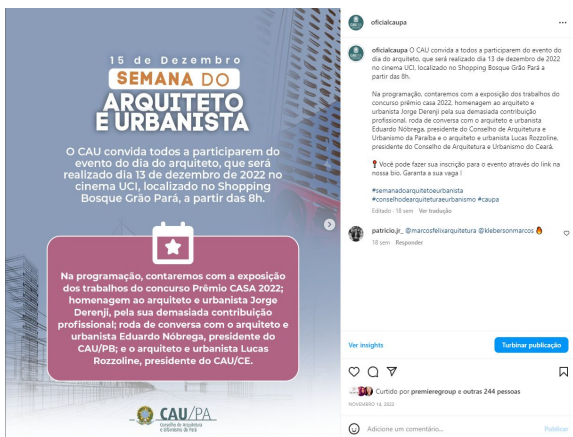 15 de Dezembro
SEMANA DO
ARQUITETO
E URBANISTA
O CAU convida todos a participarem do
evento do dia do arquiteto, que será
realizado dia 13 de dezembro de 2022 no
cinema UCI, localizado no Shopping
Bosque Grão Pará, a partir das 8h.
Na programação, contaremos com a exposição
dos trabalhos do concurso Prêmio CASA 2022;
homenagem ao arquiteto e urbanista Jorge
Derenji, pela sua demasiada contribuição
profissional; roda de conversa com o arquiteto e
urbanista Eduardo Nóbrega, presidente do
CAU/PB; e o arquiteto e urbanista Lucas
Rozzoline, presidente do CAU/CE.
CAU/PA
Conselho de Arquitetura
e Urbanismo do Pará
oficialcaupa
oficialcaupa O CAU convida a todos a participarem do evento do
dia do arquiteto, que será realizado dia 13 de dezembro de 2022
no cinema UCI, localizado no Shopping Bosque Grão Pará a
partir das 8h.
Na programação, contaremos com a exposição dos trabalhos do
concurso prêmio casa 2022, homenagem ao arquiteto e
urbanista Jorge Derenji pela sua demasiada contribuição
profissional, roda de conversa com o arquiteto e urbanista
Eduardo Nóbrega, presidente do Conselho de Arquitetura e
Urbanismo da Paraíba e o arquiteto e urbanista Lucas Rozzoline,
presidente do Conselho de Arquitetura e Urbanismo do Ceará.
Você pode fazer sua inscrição para o evento através do link na
nossa bio. Garanta a sua vaga !
#semanadoarquitetoeurbanista
#conselhodearquiteturaeurbanismo #caupa
Editado · 18 sem Ver tradução
patricio.jr_ @marcosfelixarquitetura @klebersonmarcos
18 sem Responder
Ver insights
Turbinar publicação
Curtido por premieregroup e outras 244 pessoas
NOVEMBRO 14, 2022
Adicione um comentário...
Publicar